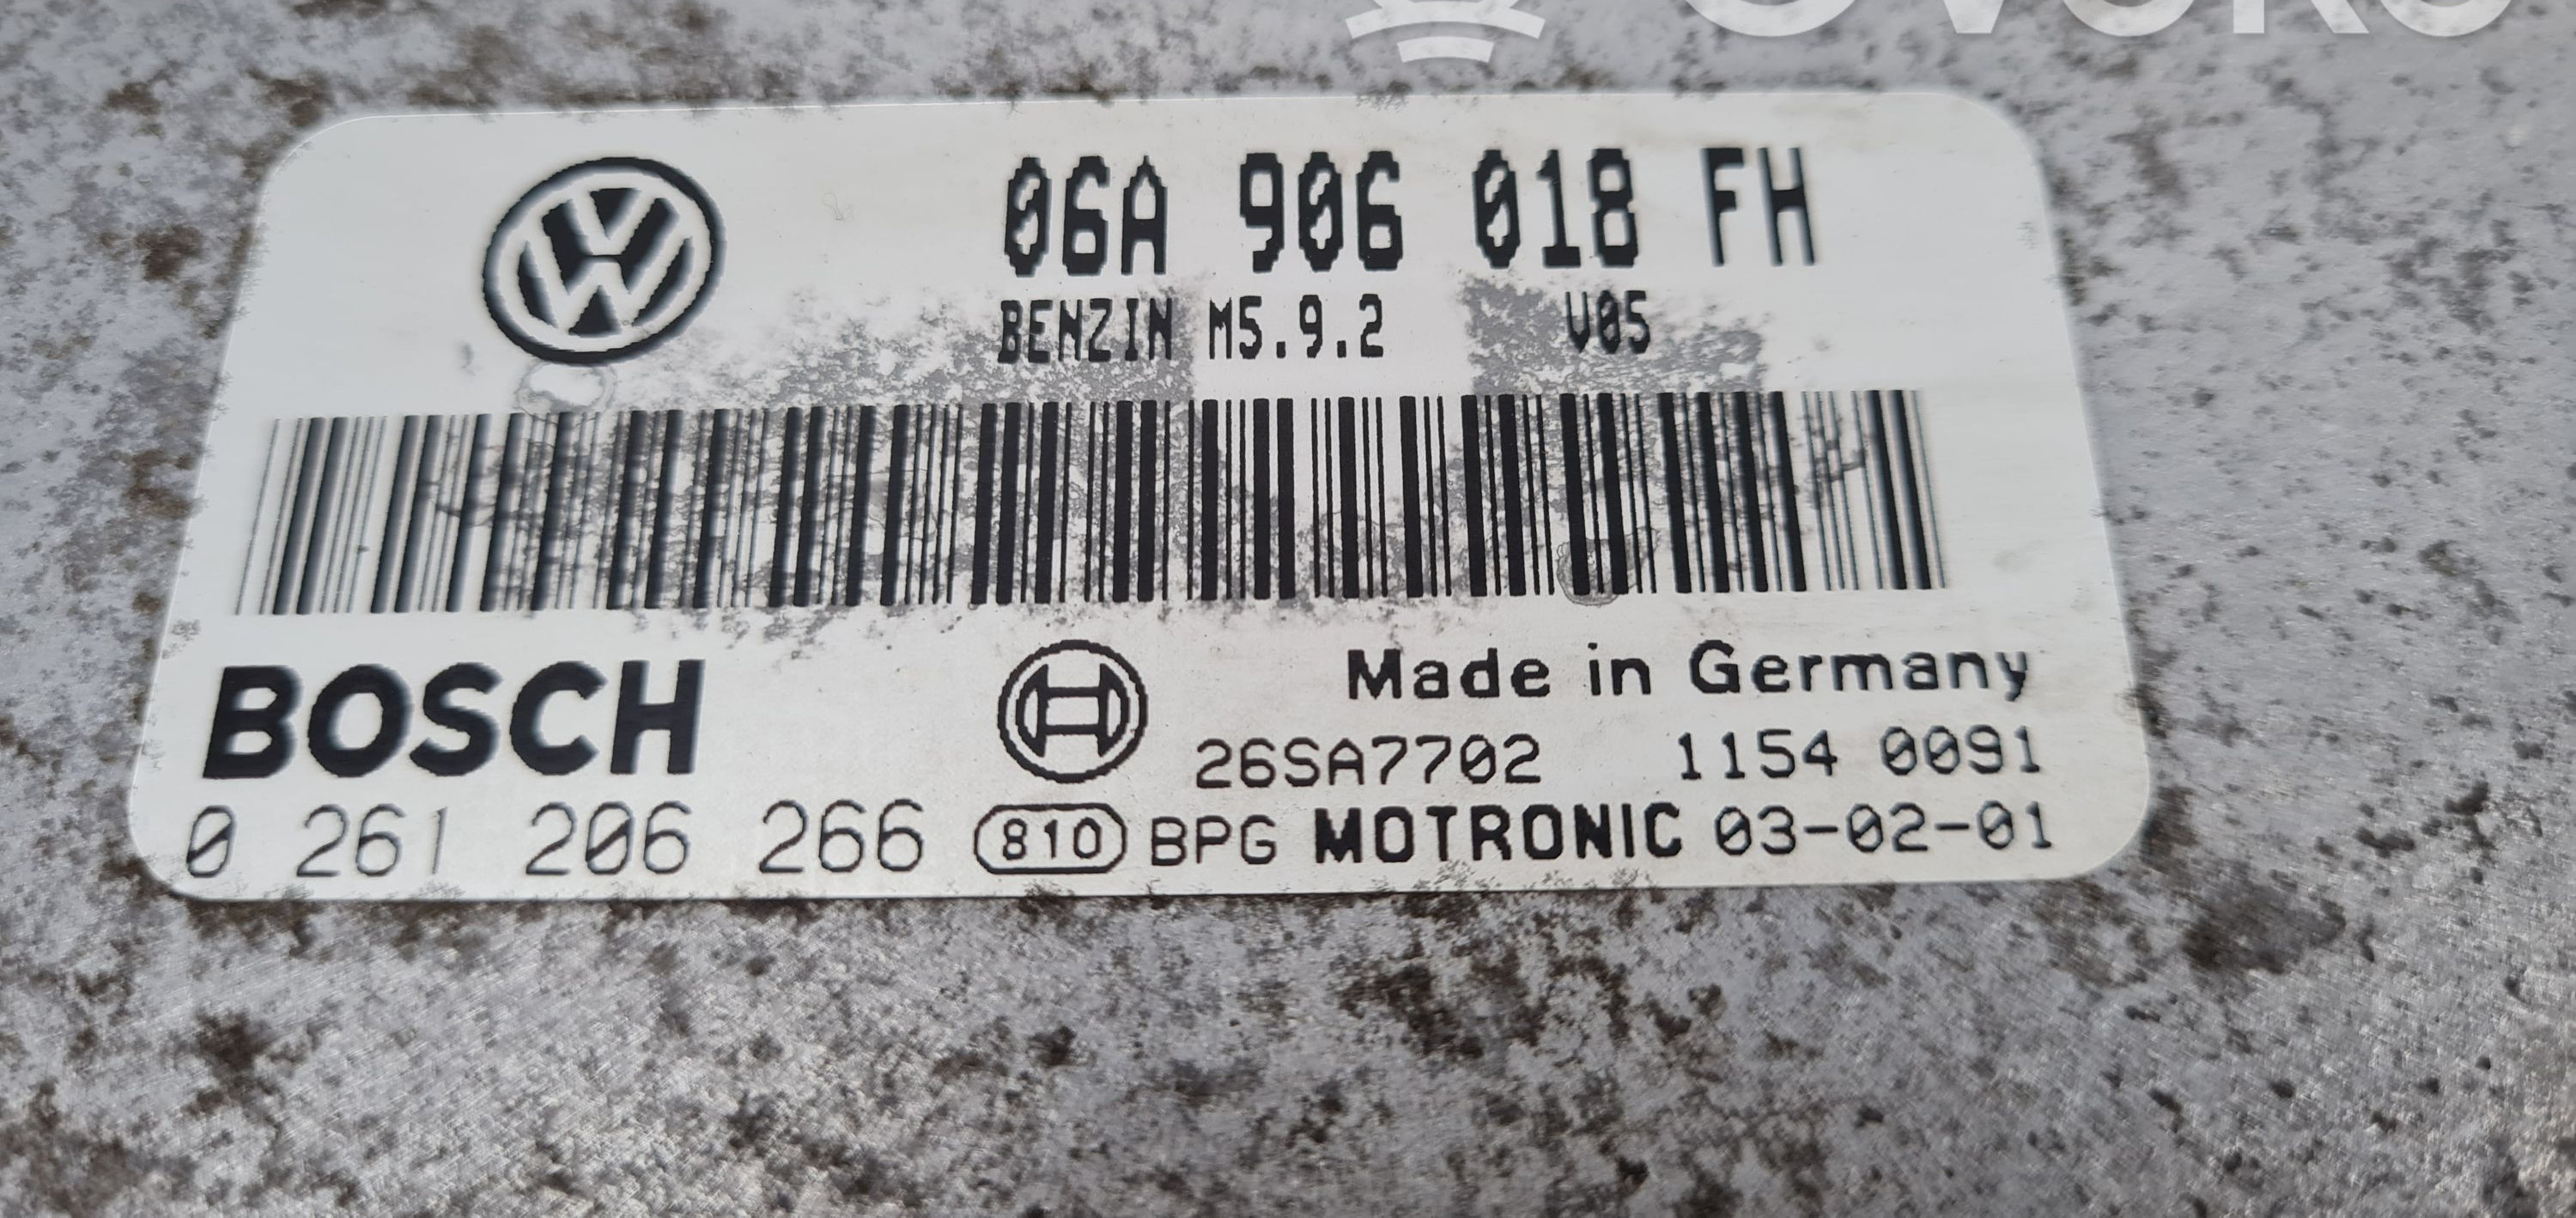 06A 906 018 FH
BENZIN M5.9.2 V05
BOSCH
Made in Germany
26SA7702 1154 0091
0 261 206 266 810 BPG MOTRONIC 03-02-01